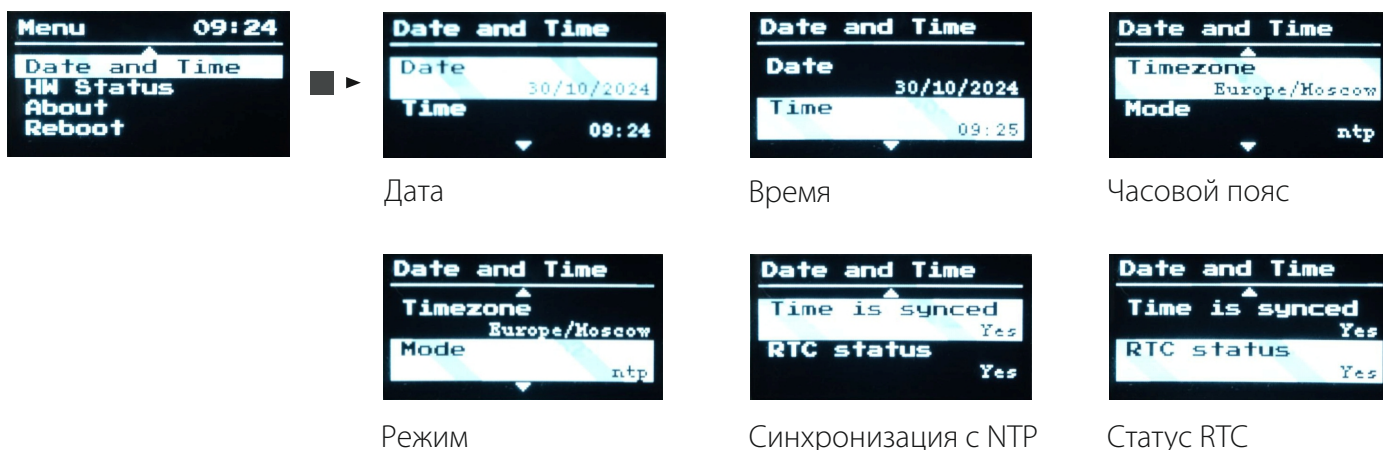 Menu 09:24
Date and Time
HW Status
About
Reboot
Date and Time
Date
30/10/2024
Time
09:24
Дата
Date and Time
Date
30/10/2024
Time
09:25
Время
Date and Time
Timezone
Europe/Moscow
Mode
ntp
Часовой пояс
Date and Time
Timezone
Europe/Moscow
Mode
ntp
Режим
Date and Time
Time is synced
Yes
RTC status
Yes
Синхронизация с NTP
Date and Time
Time is synced
Yes
RTC status
Yes
Статус RTC